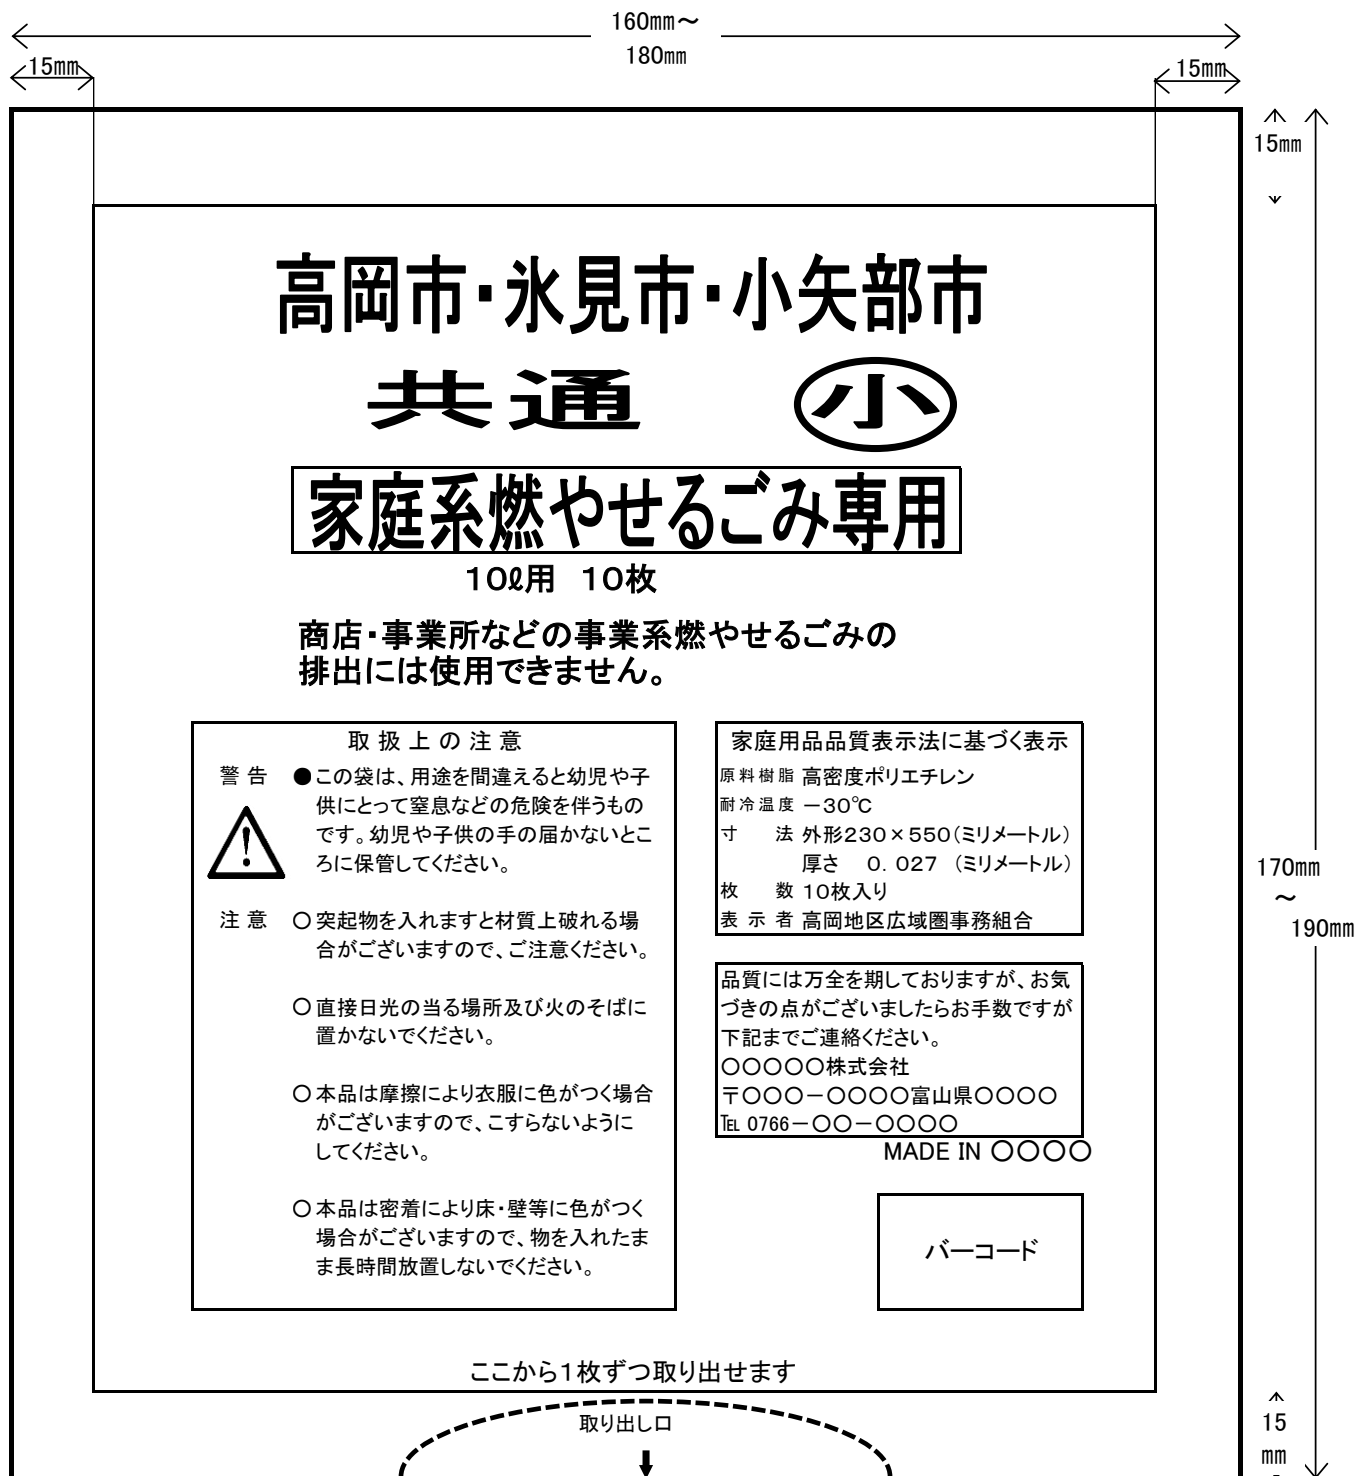 160mm～
180mm
15mm
15mm
15mm
高岡市・氷見市・小矢部市
共通 小
家庭系燃やせるごみ専用
10ℓ用 10枚
商店・事業所などの事業系燃やせるごみの
排出には使用できません。
取扱上の注意
警告 ●この袋は、用途を間違えると幼児や子
供にとって窒息などの危険を伴うもの
です。幼児や子供の手の届かないとこ
ろに保管してください。
注意 ○突起物を入れますと材質上破れる場
合がございますので、ご注意ください。
○直接日光の当る場所及び火のそばに
置かないでください。
○本品は摩擦により衣服に色がつく場合
がございますので、こすらないように
してください。
○本品は密着により床・壁等に色がつく
場合がございますので、物を入れたま
ま長時間放置しないでください。
家庭用品品質表示法に基づく表示
原料樹脂 高密度ポリエチレン
耐冷温度 －30℃
寸 法 外形230×550(ミリメートル)
厚さ 0．027 (ミリメートル)
枚 数 10枚入り
表示者 高岡地区広域圏事務組合
品質には万全を期しておりますが、お気
づきの点がございましたらお手数ですが
下記までご連絡ください。
○○○○○株式会社
〒○○○－○○○○富山県○○○○
℡ 0766－○○－○○○○
MADE IN ○○○○
バーコード
170mm
～
190mm
ここから1枚ずつ取り出せます
取り出し口
15
mm